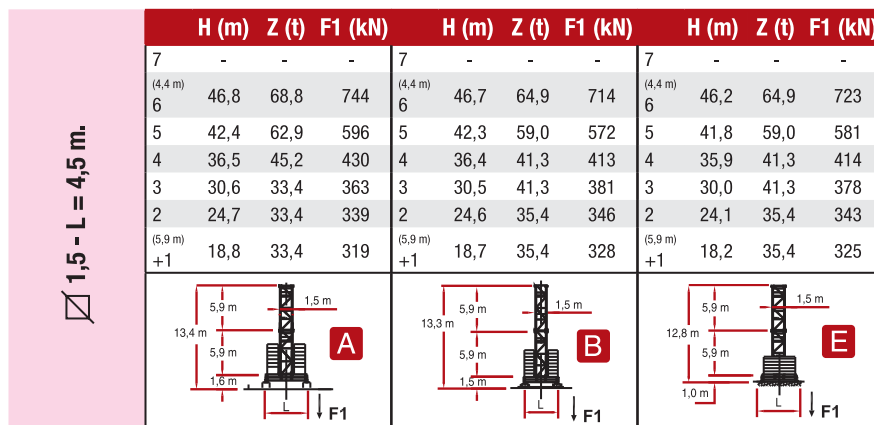 H (m) Z (t) F1 (kN) H (m) Z (t) F1 (kN) H (m) Z (t) F1 (kN)
7 - - - 7 - - - 7 - - -
(4,4 m) 6 46,8 68,8 744 (4,4 m) 6 46,7 64,9 714 (4,4 m) 6 46,2 64,9 723
5 42,4 62,9 596 5 42,3 59,0 572 5 41,8 59,0 581
4 36,5 45,2 430 4 36,4 41,3 413 4 35,9 41,3 414
3 30,6 33,4 363 3 30,5 41,3 381 3 30,0 41,3 378
2 24,7 33,4 339 2 24,6 35,4 346 2 24,1 35,4 343
(5,9 m) +1 18,8 33,4 319 (5,9 m) +1 18,7 35,4 328 (5,9 m) +1 18,2 35,4 325
1,5 - L = 4,5 m.
5,9 m
1,5 m
13,4 m
A
5,9 m
1,6 m
L
F1
5,9 m
1,5 m
13,3 m
B
5,9 m
1,5 m
L
F1
5,9 m
1,5 m
12,8 m
E
5,9 m
1,0 m
L
F1